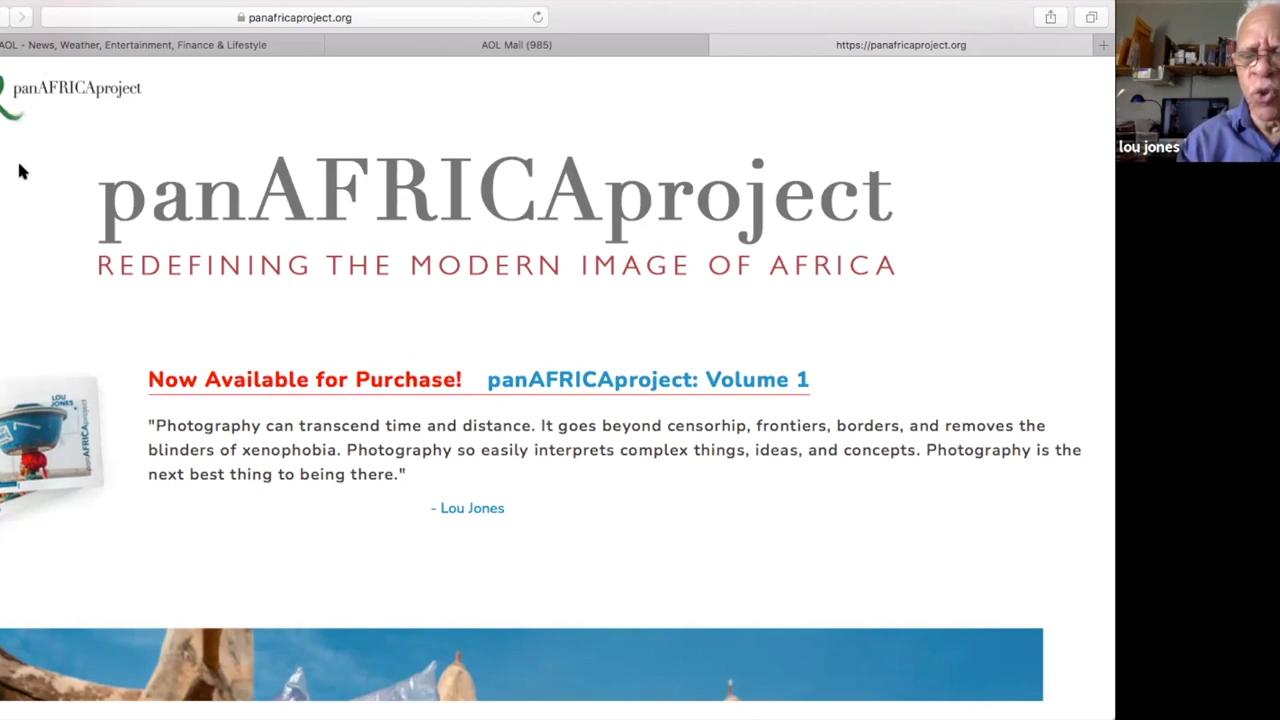 panafricaproject.org
AOL - News, Weather, Entertainment, Finance & Lifestyle
AOL Mail (985)
https://panafricaproject.org
panAFRICAproject
lou jones
panAFRICAproject
REDEFINING THE MODERN IMAGE OF AFRICA
Now Available for Purchase! panAFRICAproject: Volume 1
LOU
JONES
panAFRICAproject
"Photography can transcend time and distance. It goes beyond censorhip, frontiers, borders, and removes the
blinders of xenophobia. Photography so easily interprets complex things, ideas, and concepts. Photography is the
next best thing to being there."
- Lou Jones